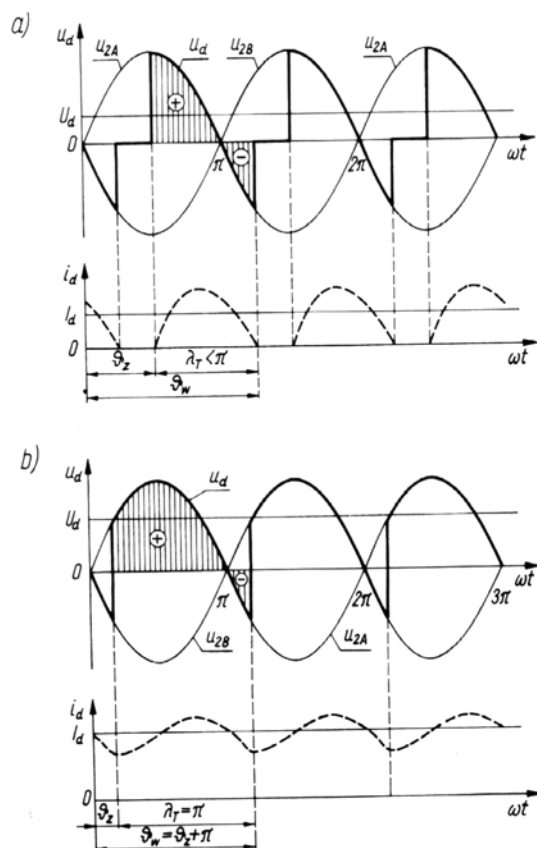 a)
u_d
u_2A
u_d
u_2B
u_2A
U_d
+
0
π
−
2π
ωt
i_d
I_d
0
ϑ_z
λ_T < π
ωt
ϑ_w
b)
u_d
u_d
U_d
+
0
π
−
2π
3π
ωt
u_2B
u_2A
i_d
I_d
0
ωt
ϑ_z
λ_T = π
ϑ_w = ϑ_z + π